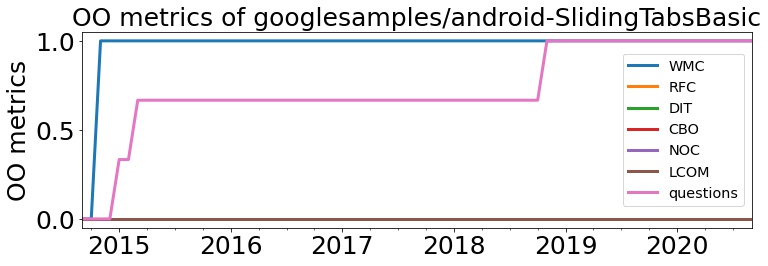 OO metrics of googlesamples/android-SlidingTabsBasic
OO metrics
1.0
0.5
0.0
2015
2016
2017
2018
2019
2020
WMC
RFC
DIT
CBO
NOC
LCOM
questions